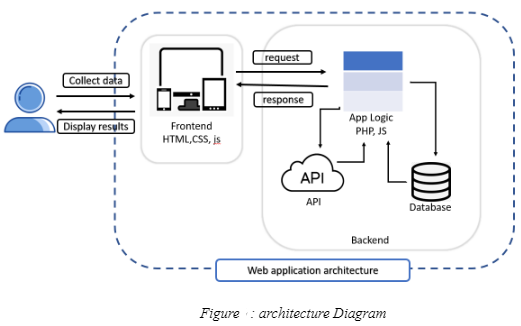 Collect data
Display results
Frontend
HTML,CSS, js
request
response
App Logic
PHP, JS
API
API
Database
Backend
Web application architecture
Figure : architecture Diagram